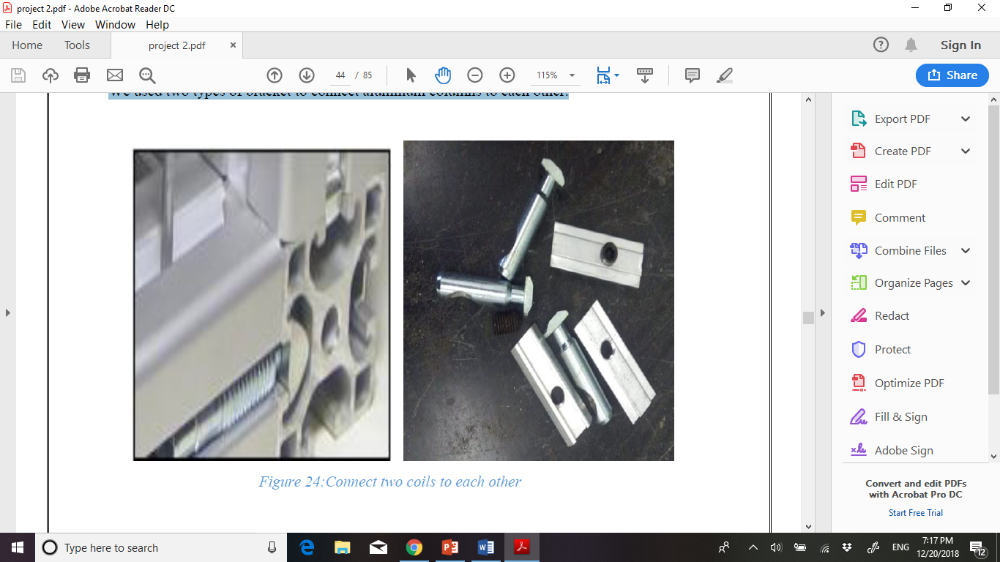 project 2.pdf - Adobe Acrobat Reader DC
File Edit View Window Help
Home Tools project 2.pdf × Sign In
44 / 85 115% Share
We used two types of bracket to connect aluminum columns to each other.
Figure 24:Connect two coils to each other
Export PDF
Create PDF
Edit PDF
Comment
Combine Files
Organize Pages
Redact
Protect
Optimize PDF
Fill & Sign
Adobe Sign
Convert and edit PDFs
with Acrobat Pro DC
Start Free Trial
Type here to search
ENG
7:17 PM
12/20/2018
12